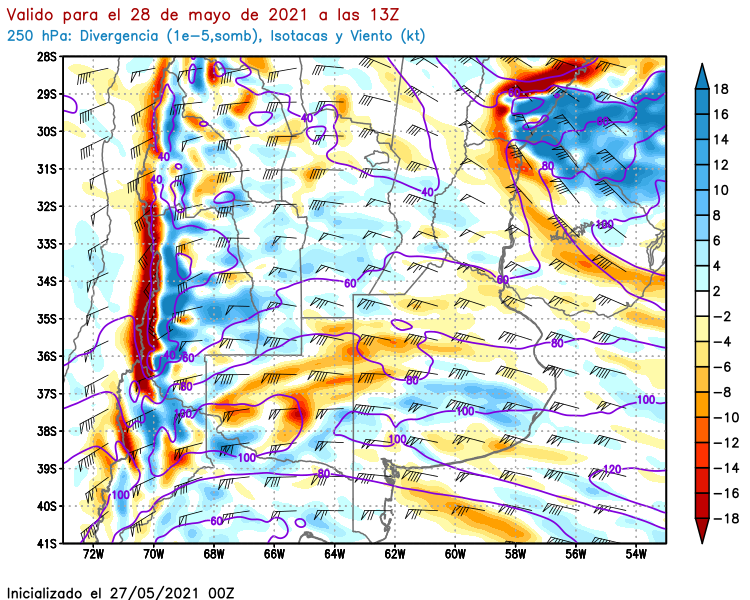 Valido para el 28 de mayo de 2021 a las 13Z
250 hPa: Divergencia (1e-5,somb), Isotacas y Viento (kt)
28S
29S
30S
31S
32S
33S
34S
35S
36S
37S
38S
39S
40S
41S
72W 70W 68W 66W 64W 62W 60W 58W 56W 54W
18
16
14
12
10
8
6
4
2
-2
-4
-6
-8
-10
-12
-14
-16
-18
40
80
40
80
40
40
100
60
60
80
40
60
80
80
100
100
100
100
100
80
120
100
60
Inicializado el 27/05/2021 00Z